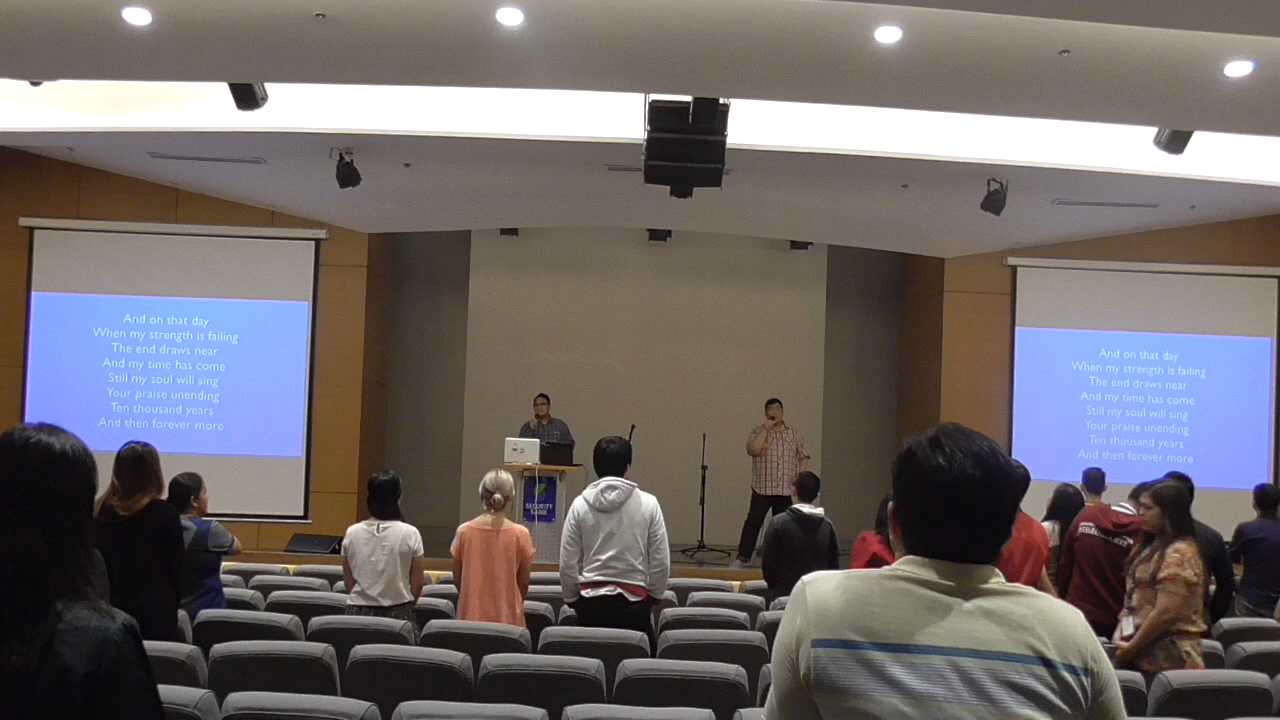 And on that day
When my strength is failing
The end draws near
And my time has come
Still my soul will sing
Your praise unending
Ten thousand years
And then forever more
SECURITY
BANK
And on that day
When my strength is failing
The end draws near
And my time has come
Still my soul will sing
Your praise unending
Ten thousand years
And then forever more